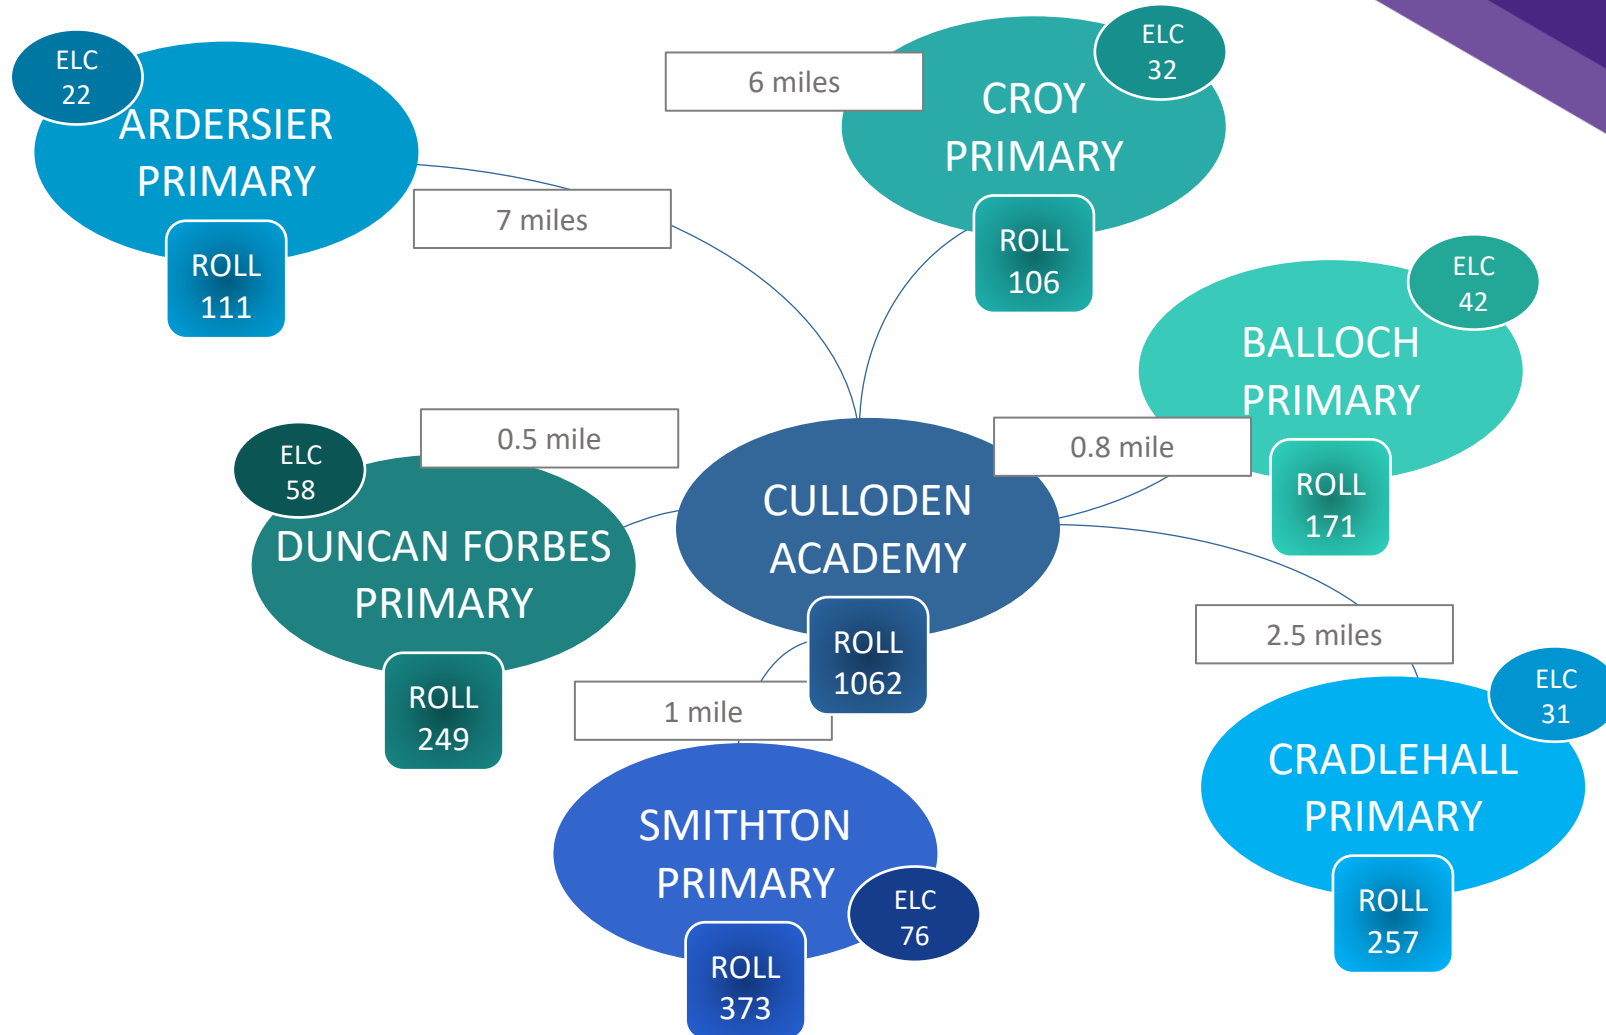 ELC
22
ARDERSIER
PRIMARY
ROLL
111
7 miles
6 miles
ELC
32
CROY
PRIMARY
ROLL
106
ELC
42
BALLOCH
PRIMARY
ROLL
171
0.8 mile
0.5 mile
ELC
58
DUNCAN FORBES
PRIMARY
ROLL
249
CULLODEN
ACADEMY
ROLL
1062
1 mile
SMITHTON
PRIMARY
ELC
76
ROLL
373
2.5 miles
ELC
31
CRADLEHALL
PRIMARY
ROLL
257